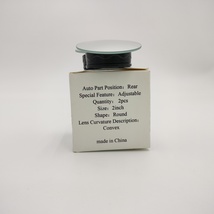 Auto Part Position: Rear
Special Feature: Adjustable
Quantity: 2pcs
Size: 2inch
Shape: Round
Lens Curvature Description:
Convex
made in China